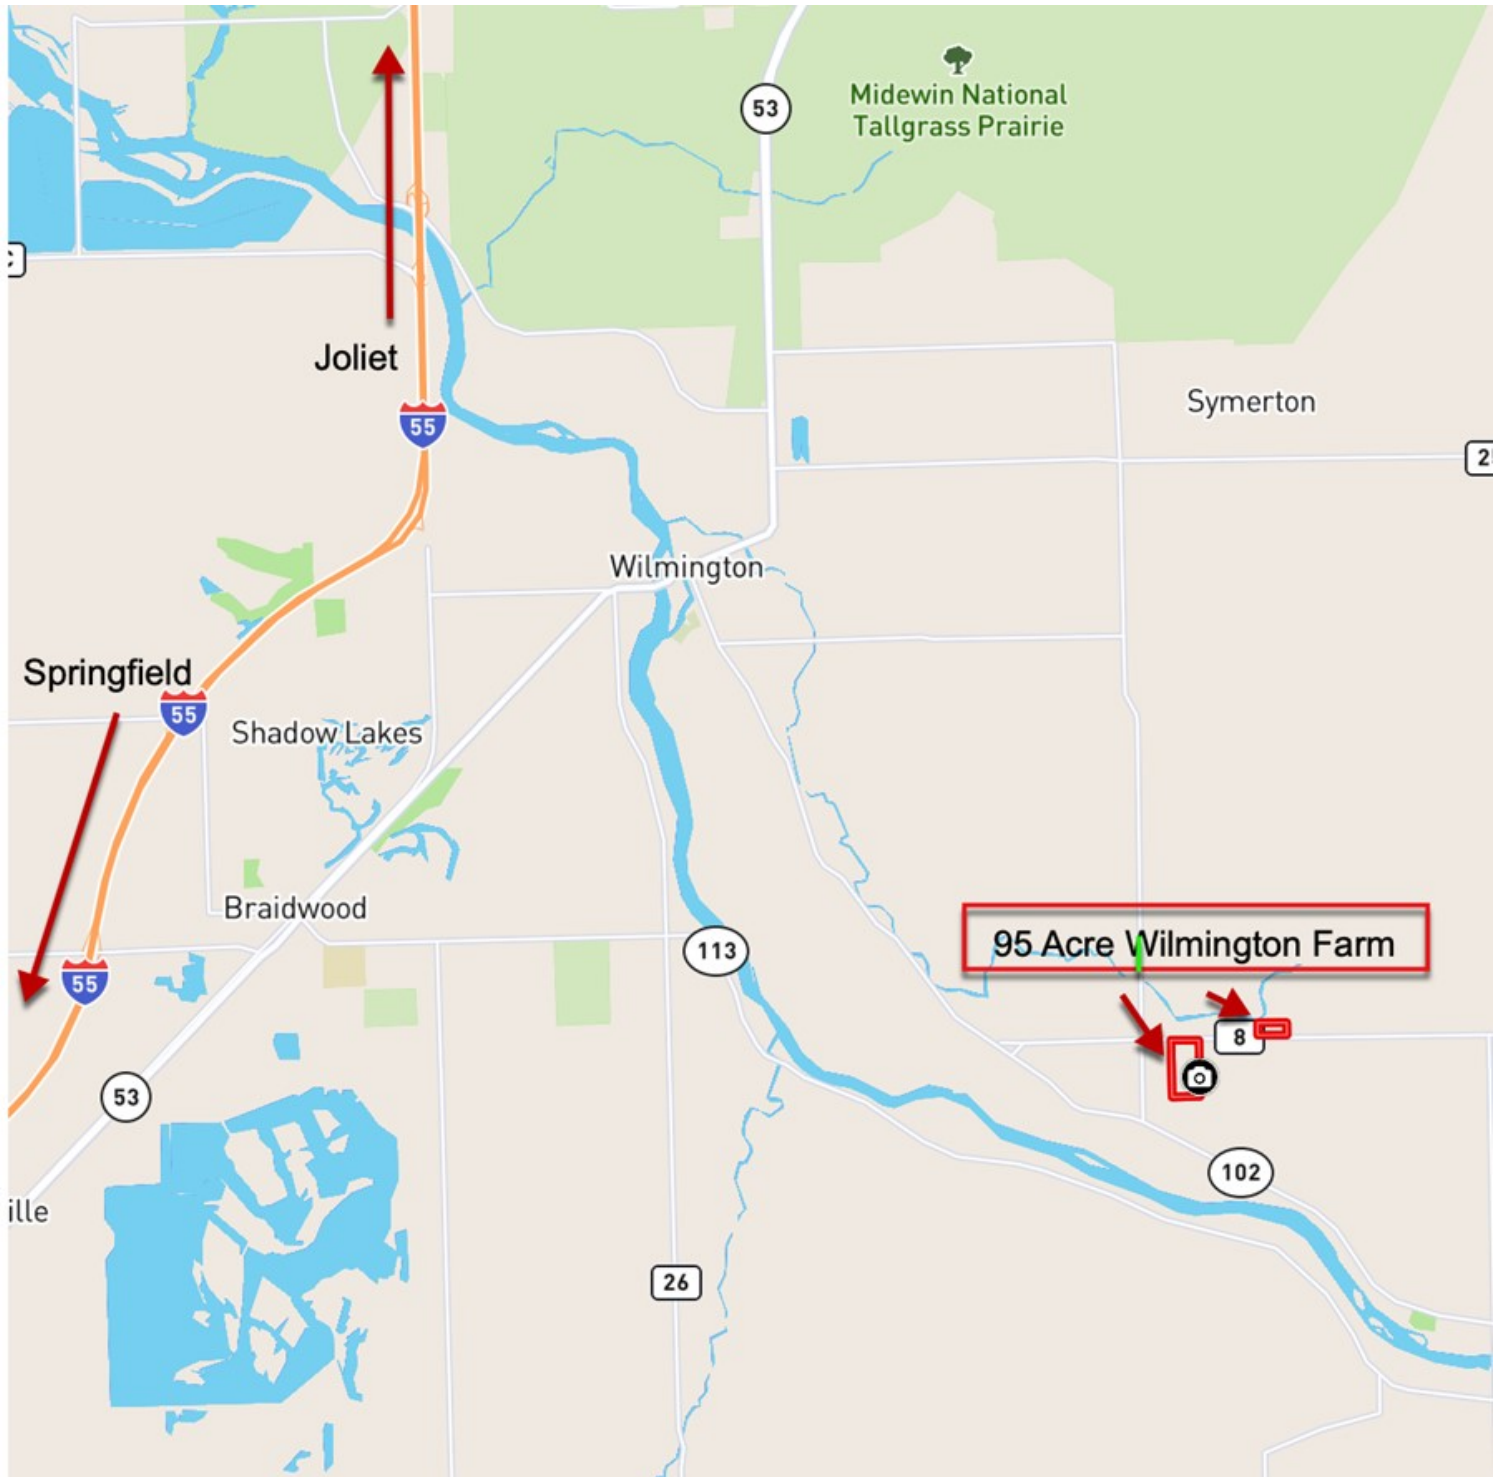 53
Midewin National
Tallgrass Prairie
Joliet
55
Symerton
Wilmington
Springfield
55
Shadow Lakes
Braidwood
113
95 Acre Wilmington Farm
55
8
53
102
ille
26